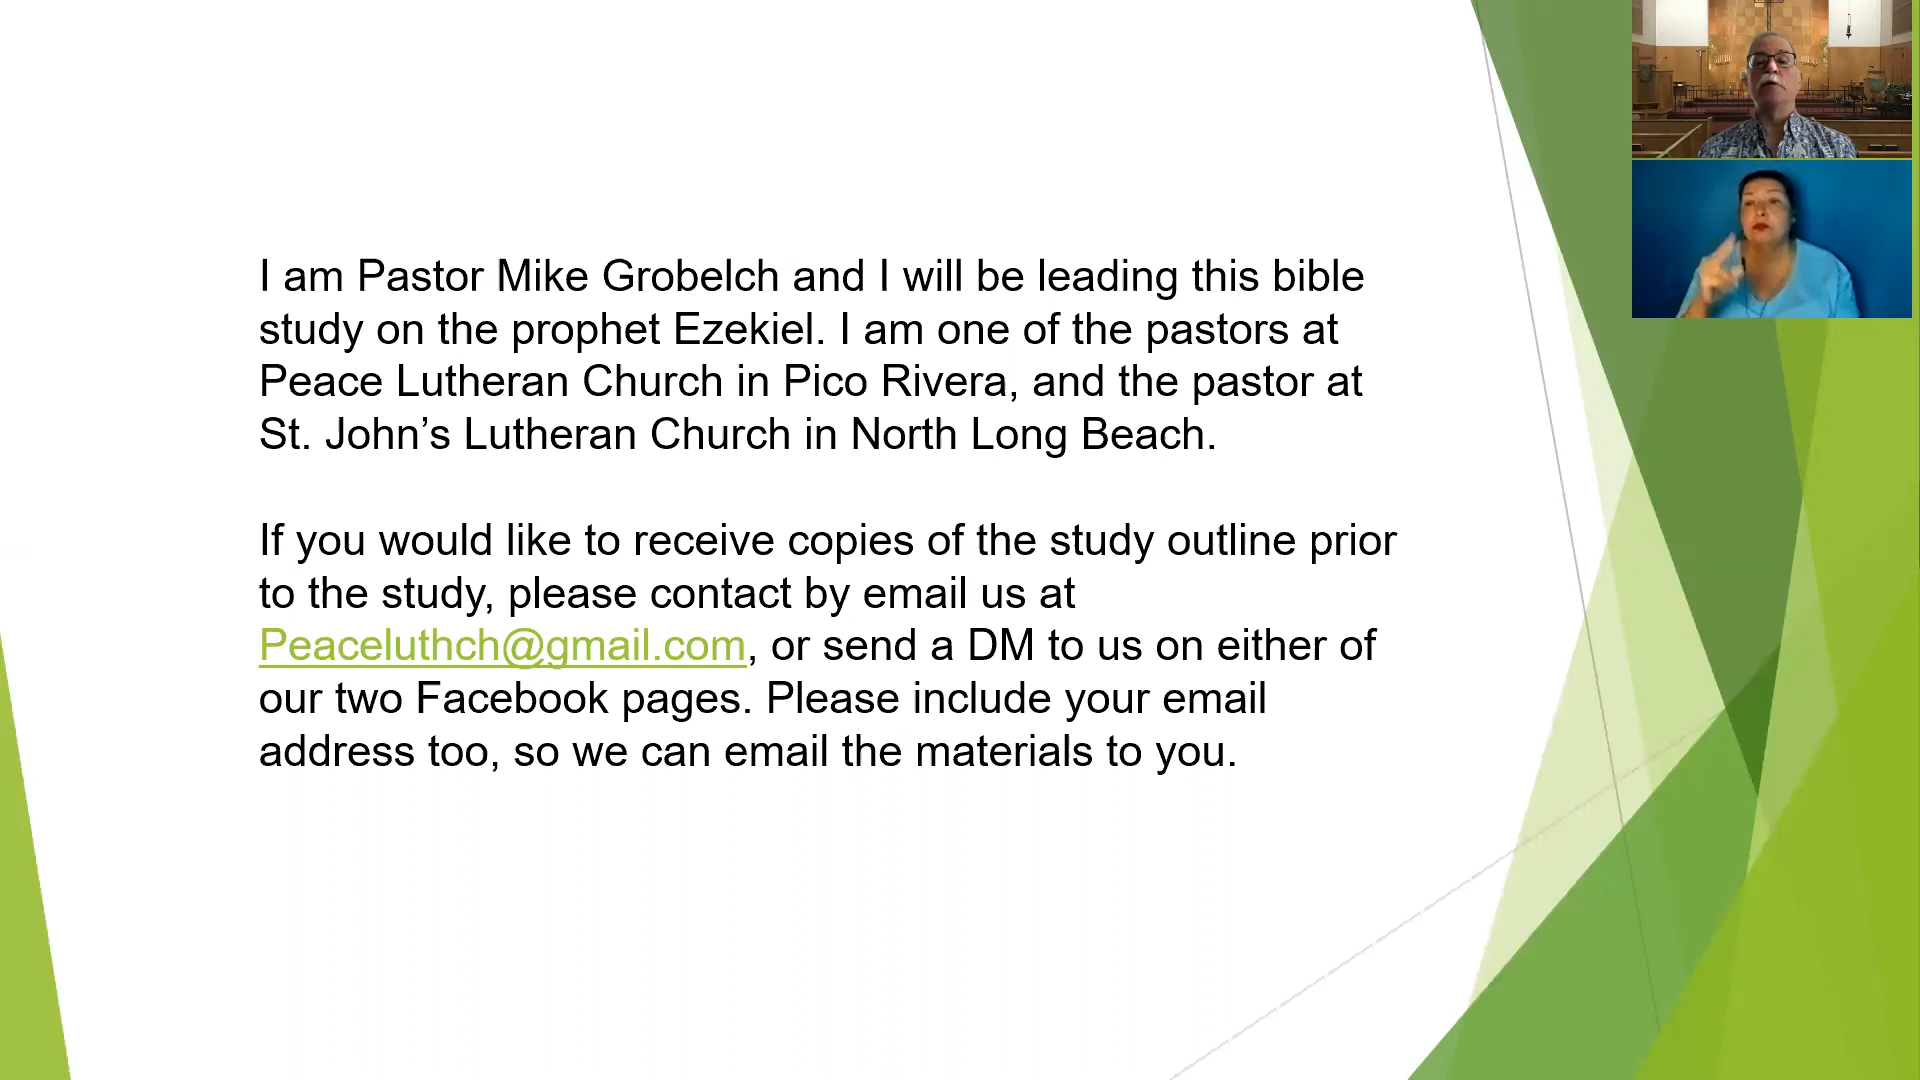 I am Pastor Mike Grobelch and I will be leading this bible
study on the prophet Ezekiel. I am one of the pastors at
Peace Lutheran Church in Pico Rivera, and the pastor at
St. John’s Lutheran Church in North Long Beach.
If you would like to receive copies of the study outline prior
to the study, please contact by email us at
Peaceluthch@gmail.com, or send a DM to us on either of
our two Facebook pages. Please include your email
address too, so we can email the materials to you.